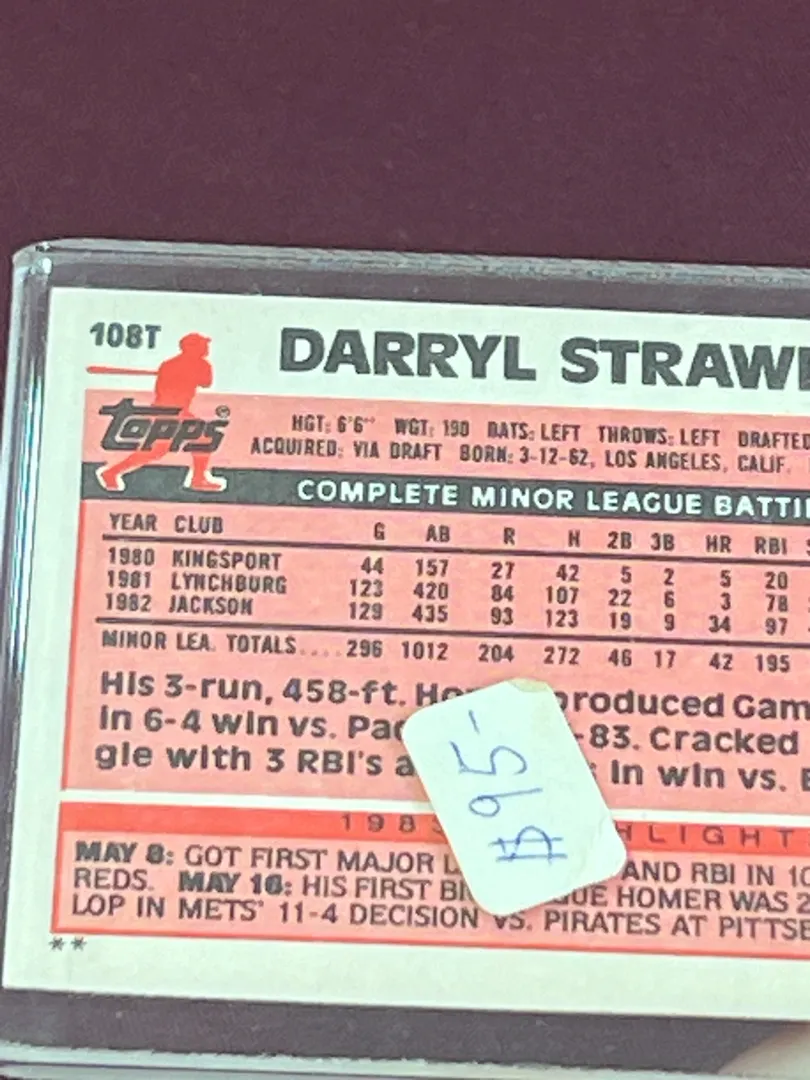 108T
DARRYL STRAW
Topps
HGT: 6'6" WGT: 190 BATS: LEFT THROWS: LEFT DRAFTED
ACQUIRED: VIA DRAFT BORN: 3-12-62, LOS ANGELES, CALIF.
COMPLETE MINOR LEAGUE BATTI
YEAR CLUB G AB R H 2B 3B HR RBI
1980 KINGSPORT 44 157 27 42 5 2 5 20
1981 LYNCHBURG 123 420 84 107 22 6 3 78
1982 JACKSON 129 435 93 123 19 9 34 97
MINOR LEA. TOTALS.... 296 1012 204 272 46 17 42 195
His 3-run, 458-ft. produced Gam
in 6-4 win vs. -83. Cracked
gle with 3 RBI's in win vs.
198 HLIGHT
MAY 8: GOT FIRST MAJOR L AND RBI IN 10
REDS. MAY 16: HIS FIRST BI UE HOMER WAS 2
LOP IN METS' 11-4 DECISION VS. PIRATES AT PITTSB
**
$95-